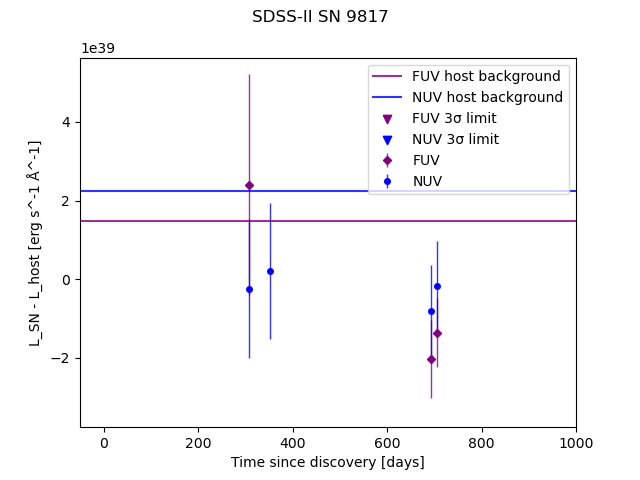 SDSS-II SN 9817
1e39
FUV host background
NUV host background
FUV 3σ limit
NUV 3σ limit
FUV
NUV
L_SN - L_host [erg s^-1 Å^-1]
4
2
0
−2
0 200 400 600 800 1000
Time since discovery [days]